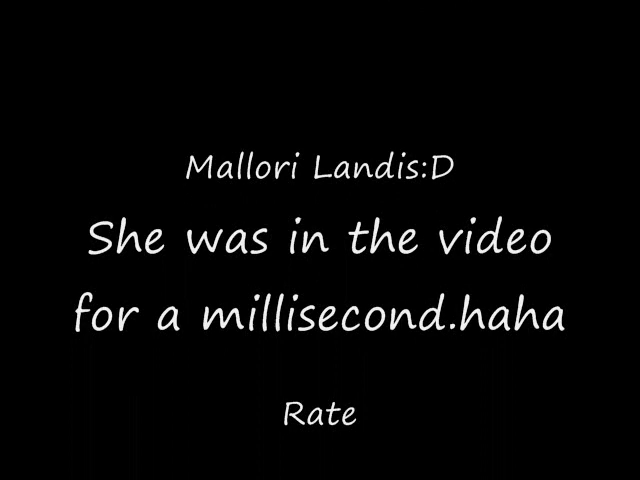 Mallori Landis:D
She was in the video
for a millisecond.haha
Rate